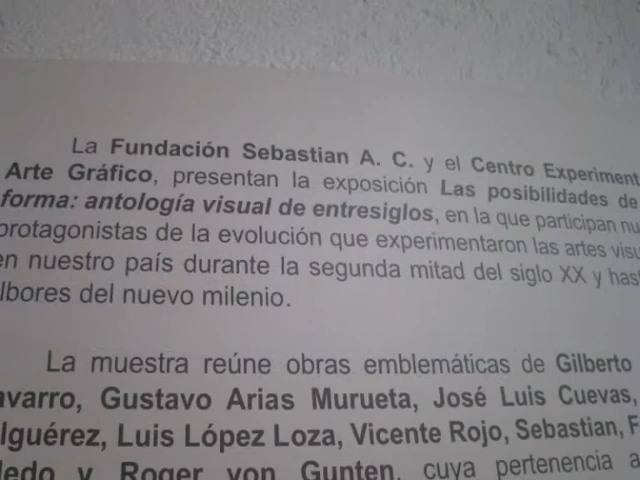 La Fundación Sebastian A. C. y el Centro Experiment
Arte Gráfico, presentan la exposición Las posibilidades de
forma: antología visual de entresiglos, en la que participan nu
protagonistas de la evolución que experimentaron las artes visu
en nuestro país durante la segunda mitad del siglo XX y has
lbores del nuevo milenio.
La muestra reúne obras emblemáticas de Gilberto
avarro, Gustavo Arias Murueta, José Luis Cuevas,
lguérez, Luis López Loza, Vicente Rojo, Sebastian, F
ledo y Roger von Gunten, cuya pertenencia a